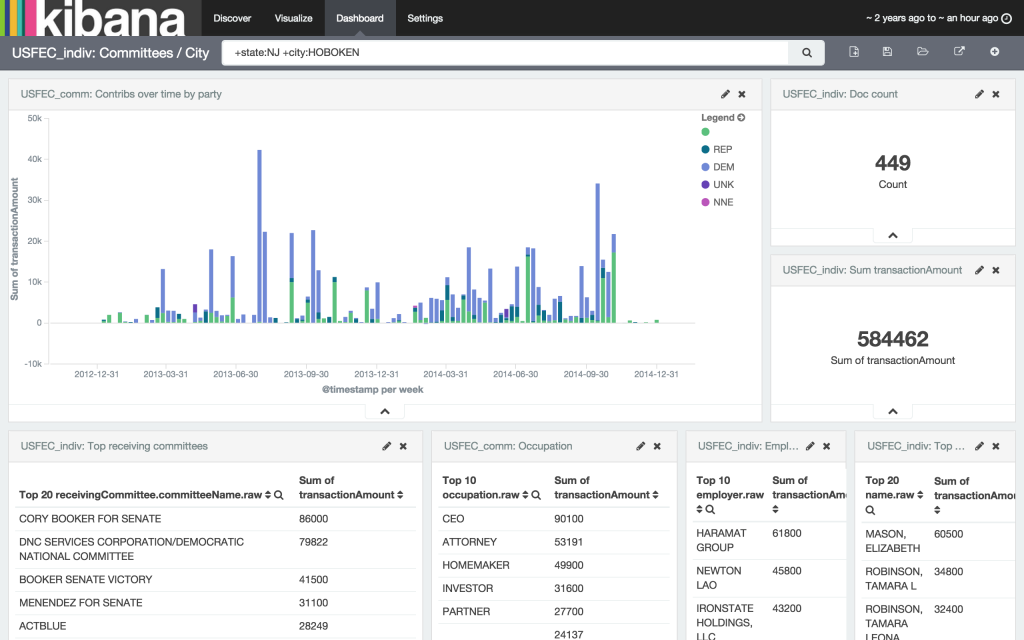 kibana
Discover
Visualize
Dashboard
Settings
~ 2 years ago to ~ an hour ago
USFEC_indiv: Committees / City
+state:NJ +city:HOBOKEN
USFEC_comm: Contribs over time by party
Sum of transactionAmount
50k
40k
30k
20k
10k
0
-10k
2012-12-31
2013-03-31
2013-06-30
2013-09-30
2013-12-31
2014-03-31
2014-06-30
2014-09-30
2014-12-31
@timestamp per week
Legend
REP
DEM
UNK
NNE
USFEC_indiv: Doc count
449
Count
USFEC_indiv: Sum transactionAmount
584462
Sum of transactionAmount
USFEC_indiv: Top receiving committees
Top 20 receivingCommittee.committeeName.raw
Sum of
transactionAmount
CORY BOOKER FOR SENATE 86000
DNC SERVICES CORPORATION/DEMOCRATIC 79822
NATIONAL COMMITTEE
BOOKER SENATE VICTORY 41500
MENENDEZ FOR SENATE 31100
ACTBLUE 28249
USFEC_comm: Occupation
Top 10
occupation.raw
Sum of
transactionAmount
CEO 90100
ATTORNEY 53191
HOMEMAKER 49900
INVESTOR 31600
PARTNER 27700
24137
USFEC_indiv: Empl...
Top 10
employer.raw
Sum of
transactionAm
HARAMAT 61800
GROUP
NEWTON 45800
LAO
IRONSTATE 43200
HOLDINGS,
LLC
USFEC_indiv: Top ...
Top 20
name.raw
Sum of
transactionAmo
MASON, 60500
ELIZABETH
ROBINSON, 34800
TAMARA L
ROBINSON, 32400
TAMARA
LEONA